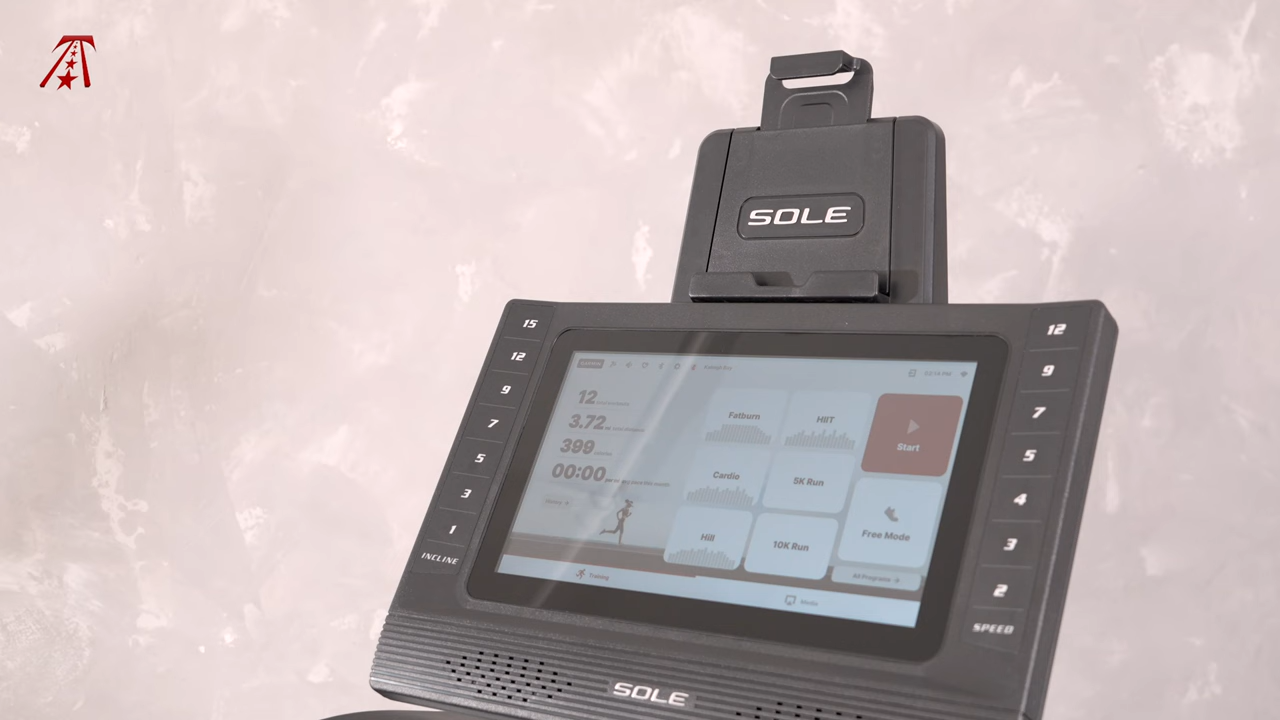 SOLE
15
12
9
7
5
3
1
INCLINE
12
3.72
399
00:00
Fatburn
HIIT
Start
Cardio
5K Run
Free Mode
Hill
10K Run
All Programs
Training
Media
12
9
7
5
4
3
2
SPEED
SOLE